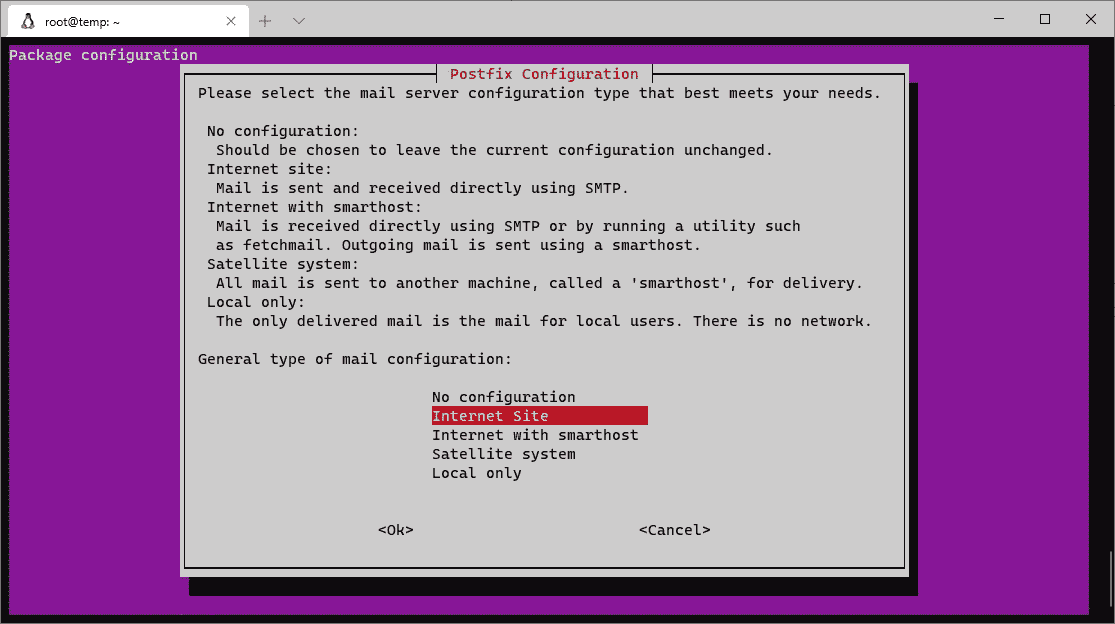 root@temp: ~
Package configuration
Postfix Configuration
Please select the mail server configuration type that best meets your needs.
No configuration:
Should be chosen to leave the current configuration unchanged.
Internet site:
Mail is sent and received directly using SMTP.
Internet with smarthost:
Mail is received directly using SMTP or by running a utility such
as fetchmail. Outgoing mail is sent using a smarthost.
Satellite system:
All mail is sent to another machine, called a 'smarthost', for delivery.
Local only:
The only delivered mail is the mail for local users. There is no network.
General type of mail configuration:
No configuration
Internet Site
Internet with smarthost
Satellite system
Local only
<Ok> <Cancel>